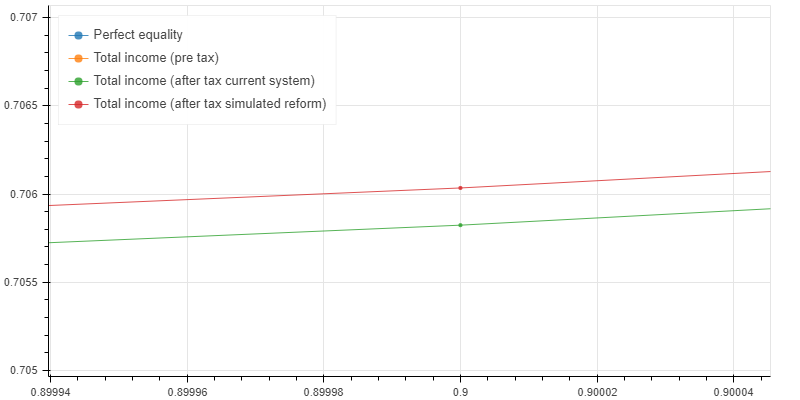 0.707
Perfect equality
Total income (pre tax)
Total income (after tax current system)
0.7065
Total income (after tax simulated reform)
0.706
0.7055
0.705
0.89994
0.89996
0.89998
0.9
0.90002
0.90004